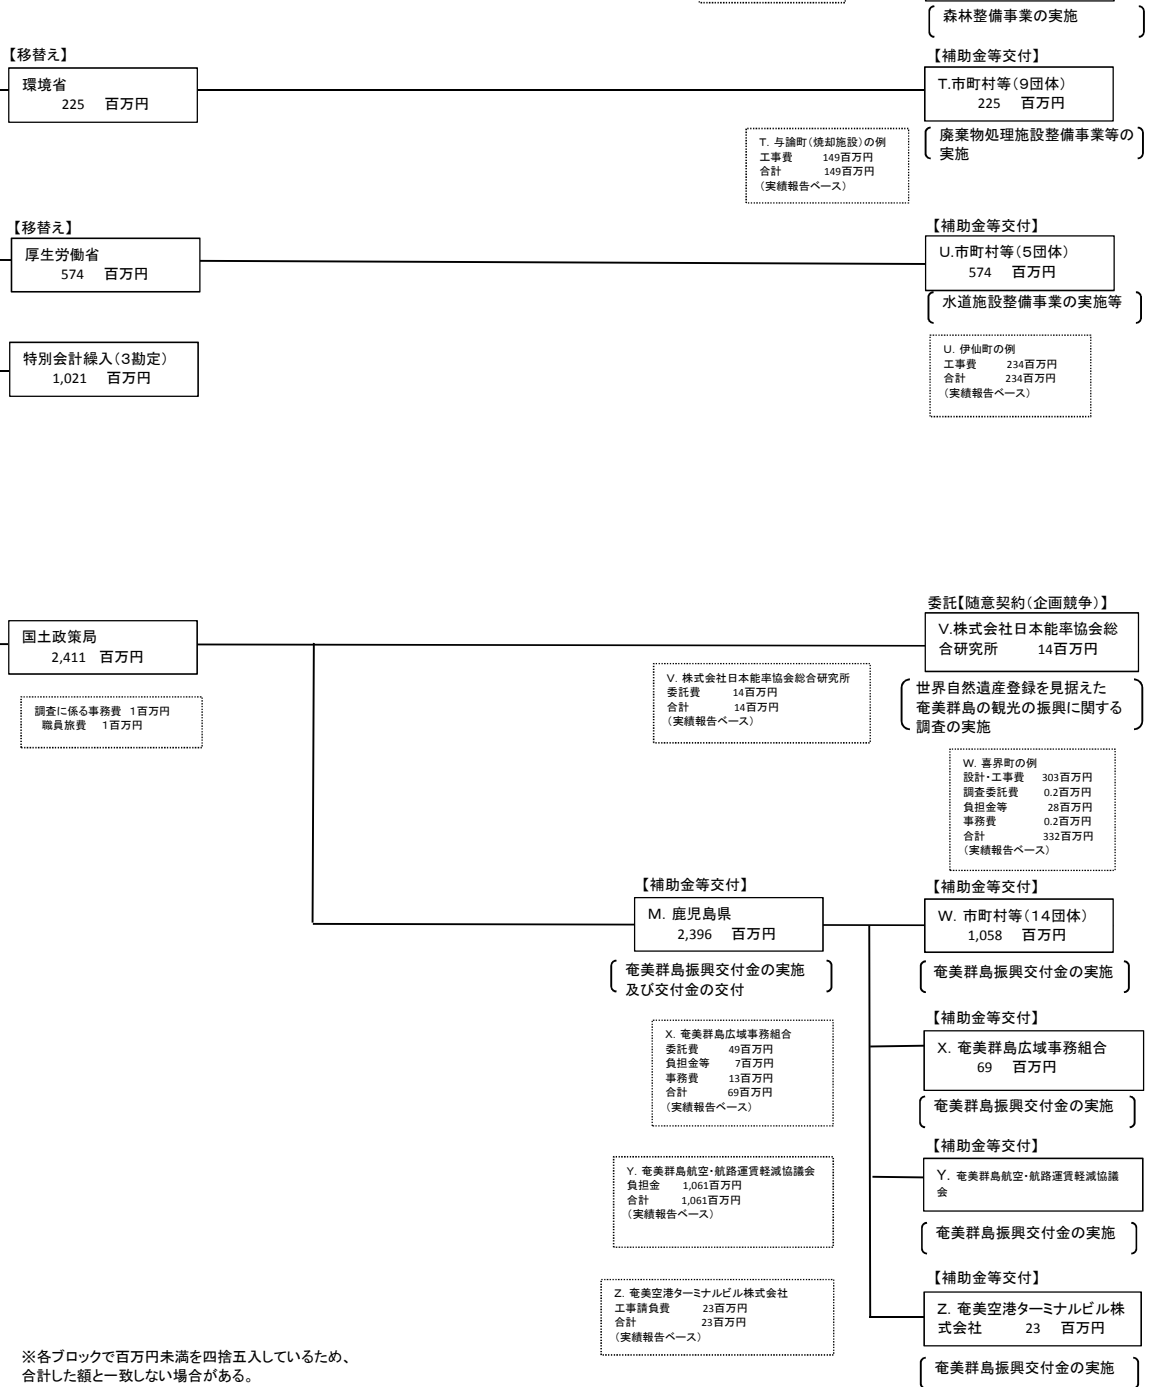 森林整備事業の実施
【移替え】
環境省
225 百万円
【補助金等交付】
T.市町村等（９団体）
225 百万円
廃棄物処理施設整備事業等の
実施
T. 与論町（焼却施設）の例
工事費 149百万円
合計 149百万円
（実績報告ベース）
【移替え】
厚生労働省
574 百万円
【補助金等交付】
U.市町村等（５団体）
574 百万円
水道施設整備事業の実施等
U. 伊仙町の例
工事費 234百万円
合計 234百万円
（実績報告ベース）
特別会計繰入（３勘定）
1,021 百万円
国土政策局
2,411 百万円
調査に係る事務費 1百万円
職員旅費 1百万円
委託【随意契約（企画競争）】
V.株式会社日本能率協会総
合研究所 14百万円
世界自然遺産登録を見据えた
奄美群島の観光の振興に関する
調査の実施
V. 株式会社日本能率協会総合研究所
委託費 14百万円
合計 14百万円
（実績報告ベース）
W. 喜界町の例
設計・工事費 303百万円
調査委託費 0.2百万円
負担金等 28百万円
事務費 0.2百万円
合計 332百万円
（実績報告ベース）
【補助金等交付】
M. 鹿児島県
2,396 百万円
奄美群島振興交付金の実施
及び交付金の交付
【補助金等交付】
W. 市町村等（１４団体）
1,058 百万円
奄美群島振興交付金の実施
X. 奄美群島広域事務組合
委託費 49百万円
負担金等 7百万円
事務費 13百万円
合計 69百万円
（実績報告ベース）
【補助金等交付】
X. 奄美群島広域事務組合
69 百万円
奄美群島振興交付金の実施
Y. 奄美群島航空・航路運賃軽減協議会
負担金 1,061百万円
合計 1,061百万円
（実績報告ベース）
【補助金等交付】
Y. 奄美群島航空・航路運賃軽減協議
会
奄美群島振興交付金の実施
Z. 奄美空港ターミナルビル株式会社
工事請負費 23百万円
合計 23百万円
（実績報告ベース）
【補助金等交付】
Z. 奄美空港ターミナルビル株
式会社 23 百万円
奄美群島振興交付金の実施
※各ブロックで百万円未満を四捨五入しているため、
合計した額と一致しない場合がある。